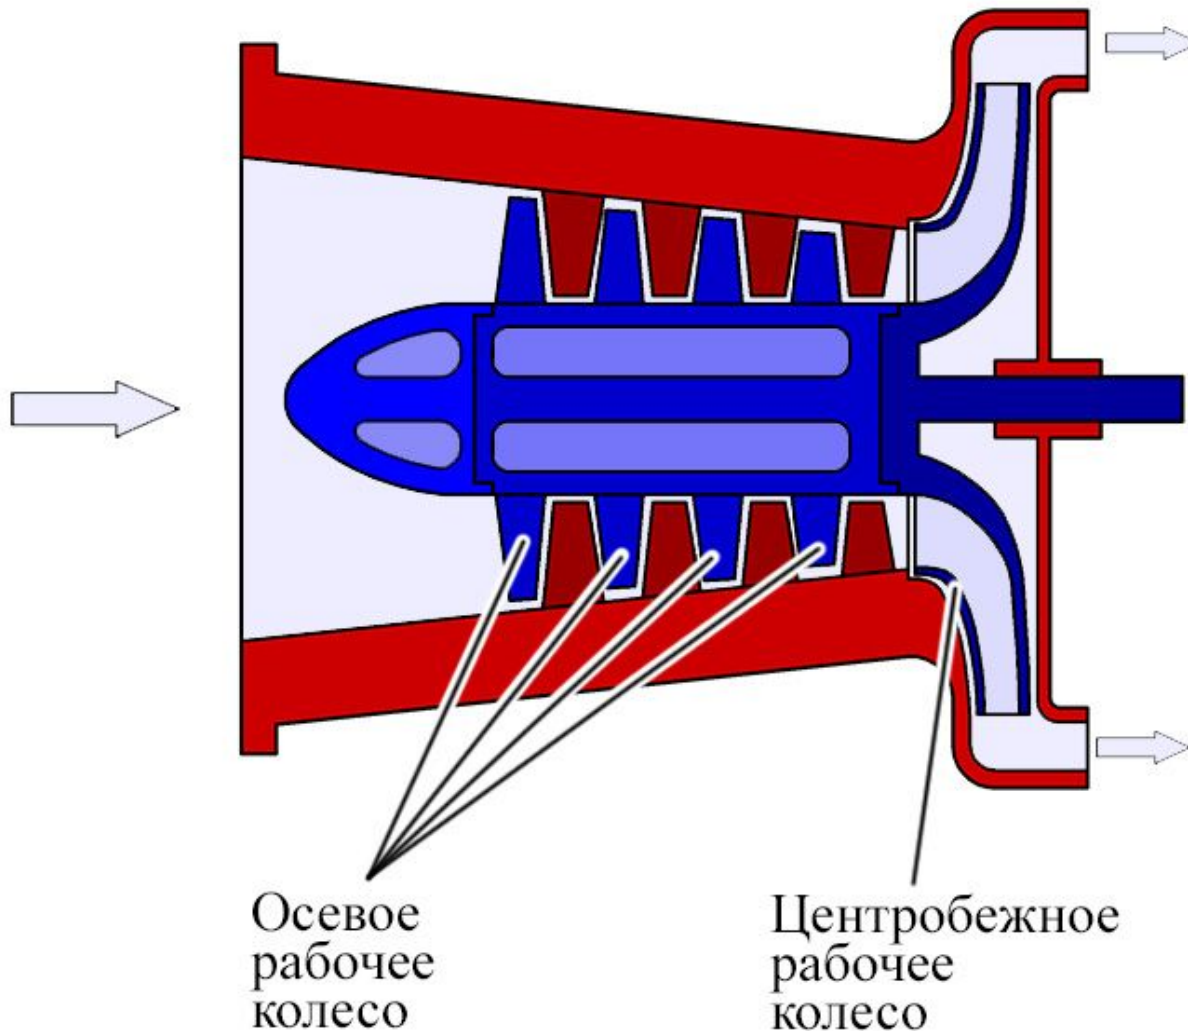 Осевое
рабочее
колесо
Центробежное
рабочее
колесо